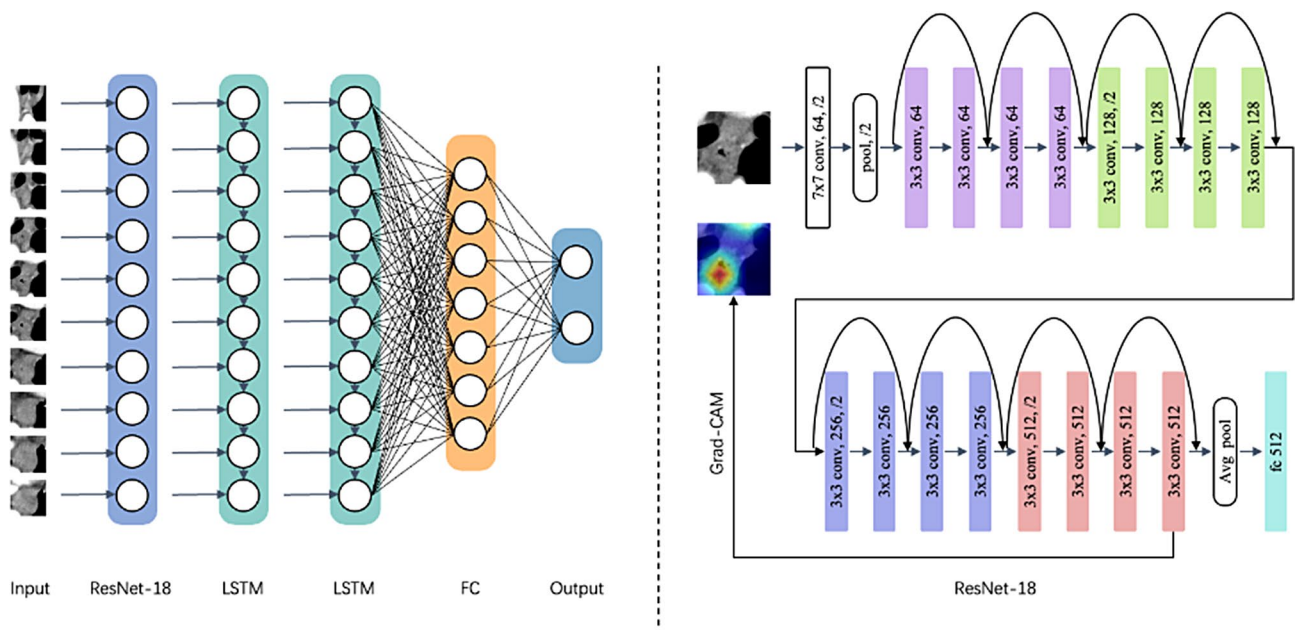 Input
ResNet-18
LSTM
LSTM
FC
Output
7x7 conv, 64, /2
pool, /2
3x3 conv, 64
3x3 conv, 64
3x3 conv, 64
3x3 conv, 64
3x3 conv, 128, /2
3x3 conv, 128
3x3 conv, 128
3x3 conv, 128
Grad-CAM
3x3 conv, 256, /2
3x3 conv, 256
3x3 conv, 256
3x3 conv, 256
3x3 conv, 512, /2
3x3 conv, 512
3x3 conv, 512
3x3 conv, 512
Avg pool
fc 512
ResNet-18